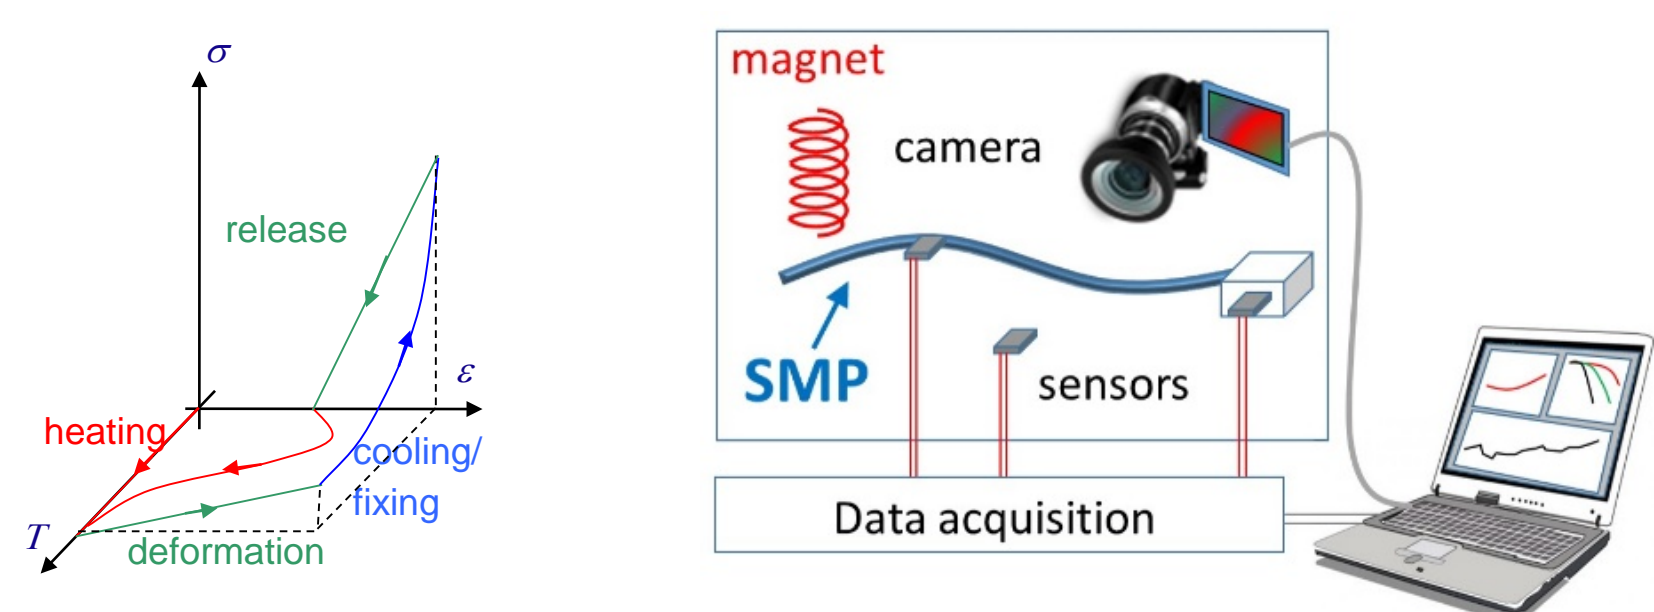 σ
release
ε
heating
cooling/
fixing
T
deformation
magnet
camera
SMP
sensors
Data acquisition